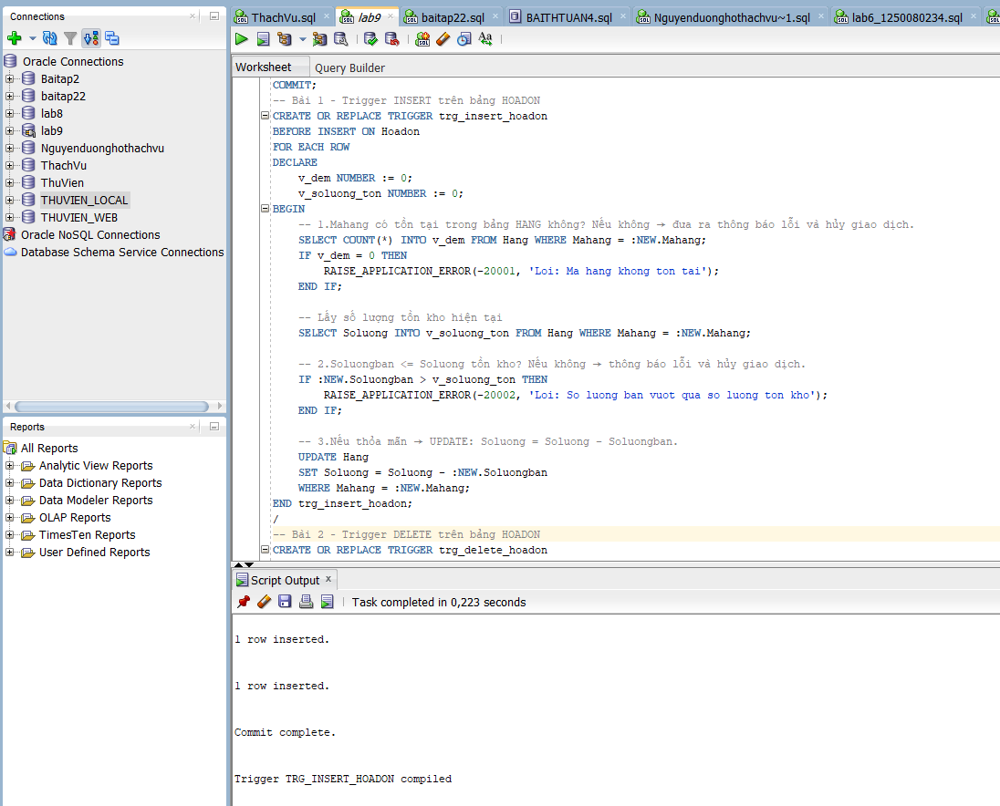 Connections
Oracle Connections
Baitap2
baitap22
lab8
lab9
Nguyenduonghothachvu
ThachVu
ThuVien
THUVIEN_LOCAL
THUVIEN_WEB
Oracle NoSQL Connections
Database Schema Service Connections
Reports
All Reports
Analytic View Reports
Data Dictionary Reports
Data Modeler Reports
OLAP Reports
TimesTen Reports
User Defined Reports
ThachVu.sql
lab9
baitap22.sql
BAITHTUAN4.sql
Nguyenduonghothachvu~1.sql
lab6_1250080234.sql
Worksheet
Query Builder
COMMIT;
-- Bài 1 - Trigger INSERT trên bảng HOADON
CREATE OR REPLACE TRIGGER trg_insert_hoadon
BEFORE INSERT ON Hoadon
FOR EACH ROW
DECLARE
v_dem NUMBER := 0;
v_soluong_ton NUMBER := 0;
BEGIN
-- 1.Mahang có tồn tại trong bảng HANG không? Nếu không → đưa ra thông báo lỗi và hủy giao dịch.
SELECT COUNT(*) INTO v_dem FROM Hang WHERE Mahang = :NEW.Mahang;
IF v_dem = 0 THEN
RAISE_APPLICATION_ERROR(-20001, 'Loi: Ma hang khong ton tai');
END IF;
-- Lấy số lượng tồn kho hiện tại
SELECT Soluong INTO v_soluong_ton FROM Hang WHERE Mahang = :NEW.Mahang;
-- 2.Soluongban <= Soluong tồn kho? Nếu không → thông báo lỗi và hủy giao dịch.
IF :NEW.Soluongban > v_soluong_ton THEN
RAISE_APPLICATION_ERROR(-20002, 'Loi: So luong ban vuot qua so luong ton kho');
END IF;
-- 3.Nếu thỏa mãn → UPDATE: Soluong = Soluong - Soluongban.
UPDATE Hang
SET Soluong = Soluong - :NEW.Soluongban
WHERE Mahang = :NEW.Mahang;
END trg_insert_hoadon;
/
-- Bài 2 - Trigger DELETE trên bảng HOADON
CREATE OR REPLACE TRIGGER trg_delete_hoadon
Script Output
Task completed in 0,223 seconds
1 row inserted.
1 row inserted.
Commit complete.
Trigger TRG_INSERT_HOADON compiled